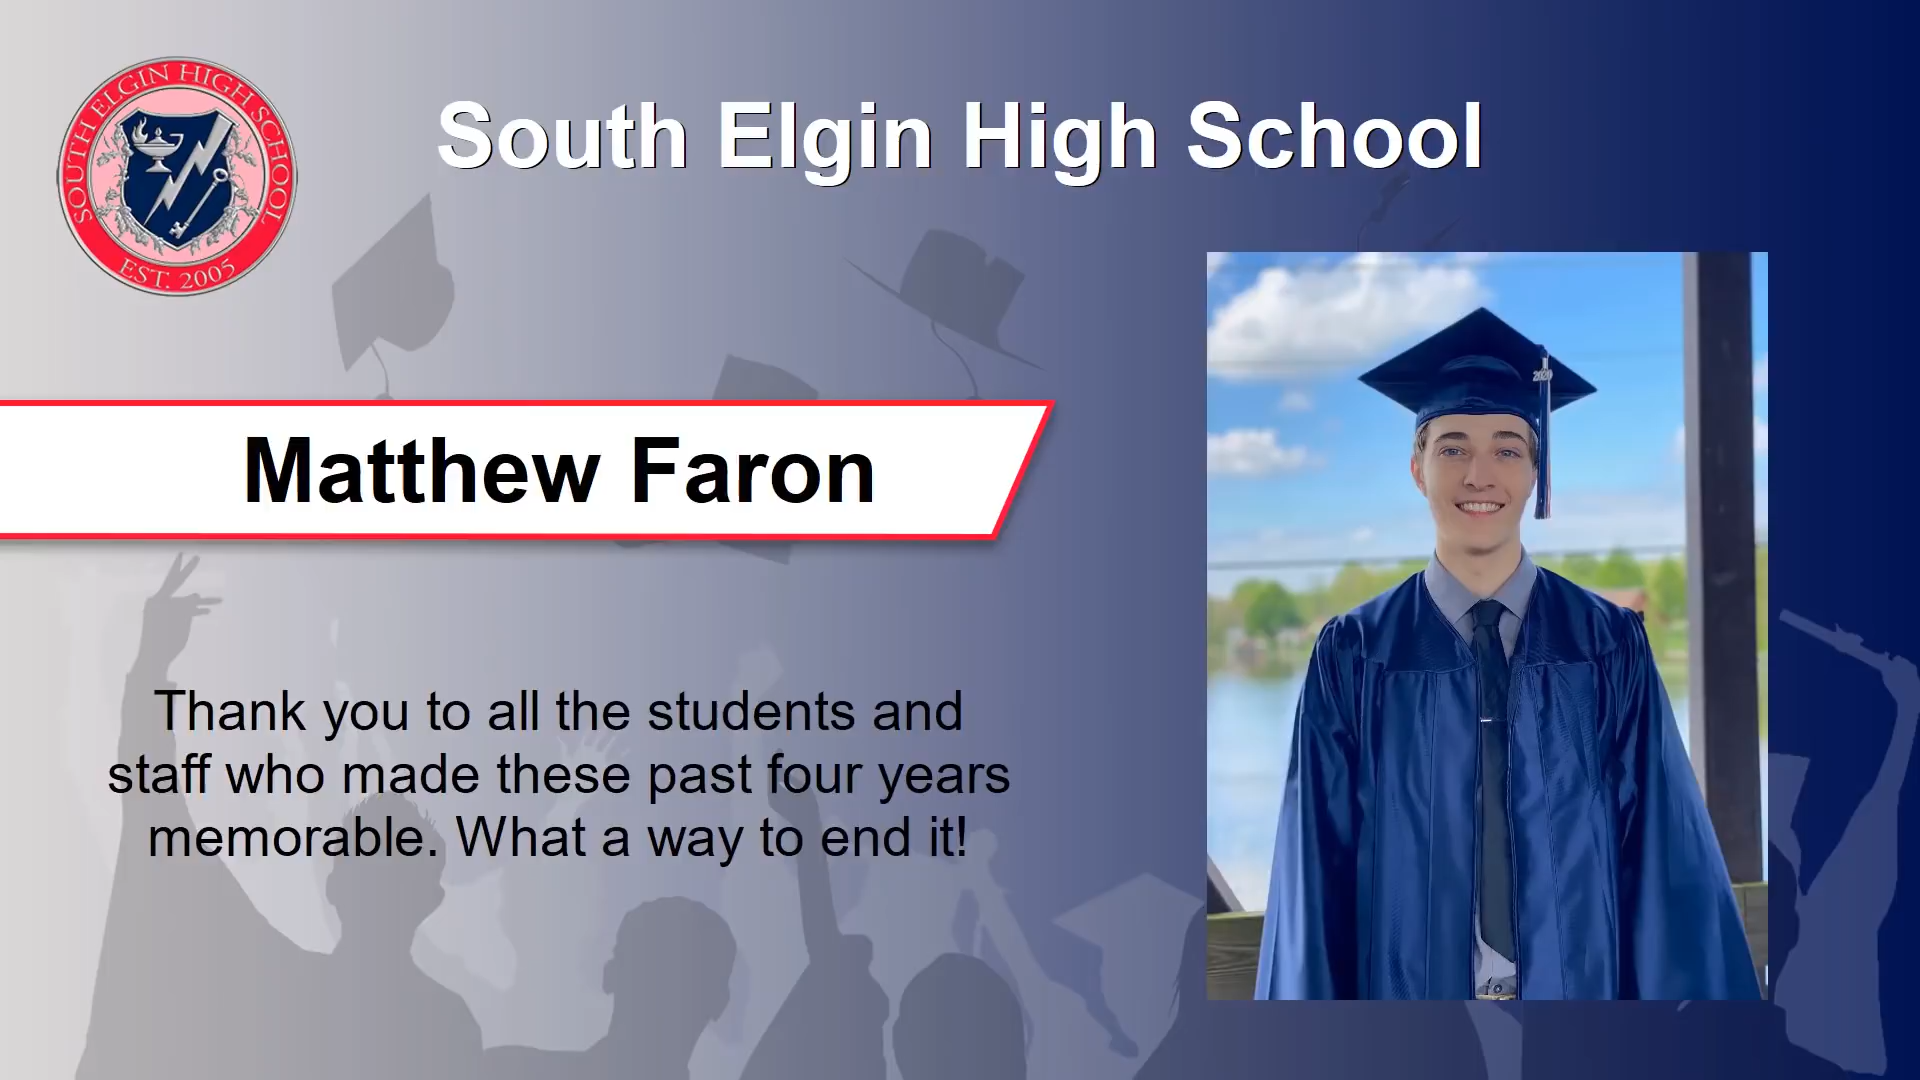 SOUTH ELGIN HIGH SCHOOL
EST. 2005
South Elgin High School
2020
Matthew Faron
Thank you to all the students and
staff who made these past four years
memorable. What a way to end it!